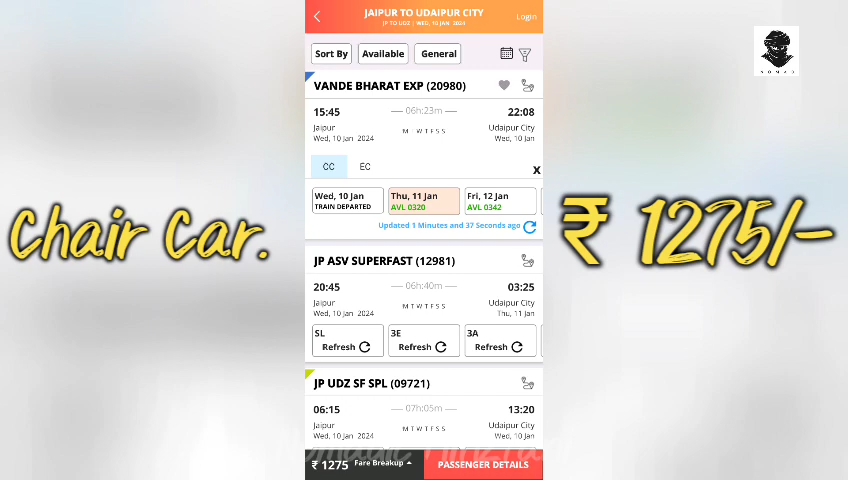 JAIPUR TO UDAIPUR CITY
JP TO UDZ | WED, 10 JAN 2024
Login
Sort By
Available
General
NOMAD
VANDE BHARAT EXP (20980)
15:45
06h:23m
22:08
Jaipur
M W T F S S
Udaipur City
Wed, 10 Jan 2024
Wed, 10 Jan
CC
EC
X
Wed, 10 Jan
TRAIN DEPARTED
Thu, 11 Jan
AVL 0320
Fri, 12 Jan
AVL 0342
Updated 1 Minutes and 37 Seconds ago
Chair Car.
₹ 1275/-
JP ASV SUPERFAST (12981)
20:45
06h:40m
03:25
Jaipur
M T W T F S S
Udaipur City
Wed, 10 Jan 2024
Thu, 11 Jan
SL
Refresh
3E
Refresh
3A
Refresh
JP UDZ SF SPL (09721)
06:15
07h:05m
13:20
Jaipur
M T W T F S S
Udaipur City
Wed, 10 Jan 2024
Wed, 10 Jan
₹ 1275
Fare Breakup
PASSENGER DETAILS